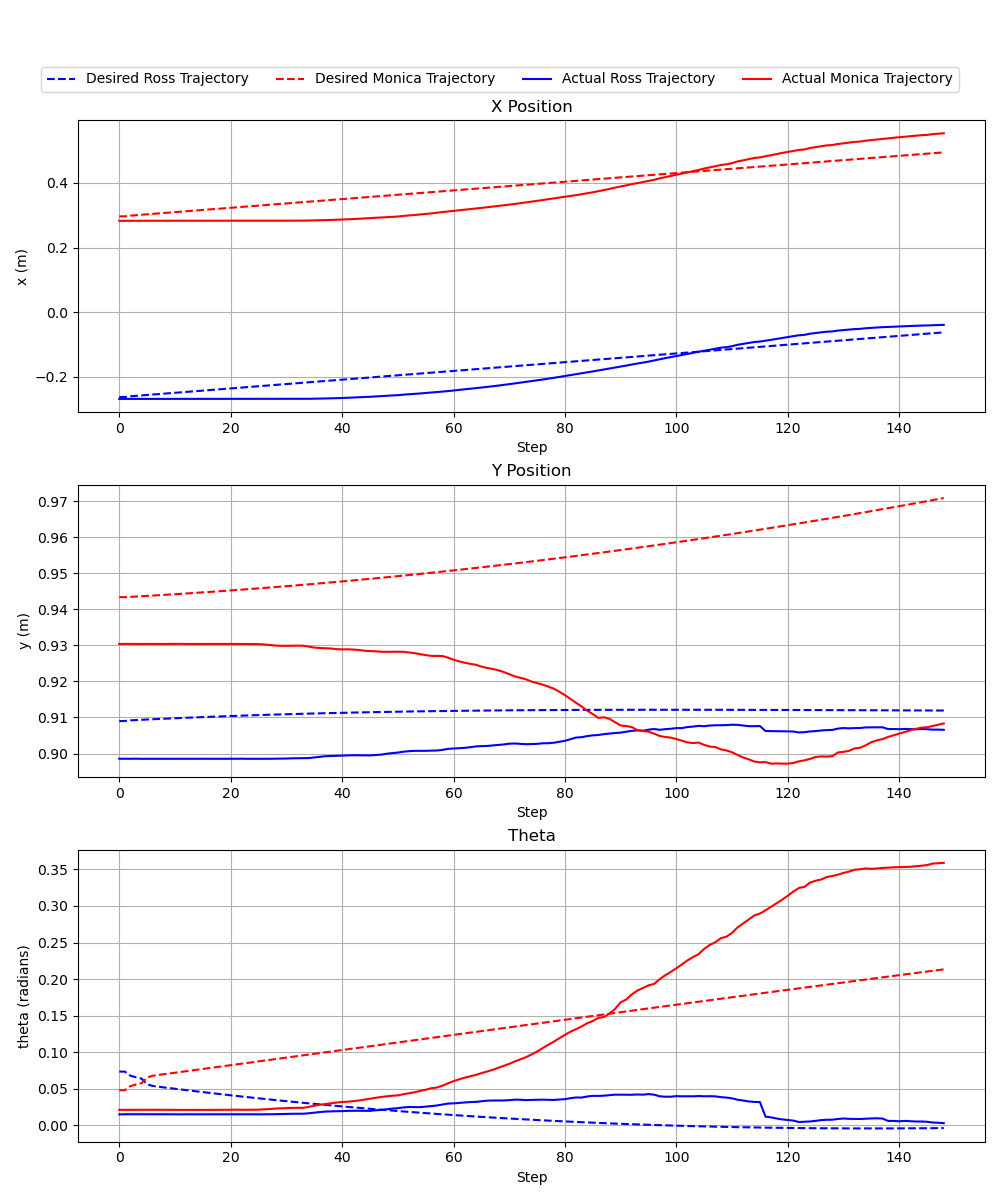 Desired Ross Trajectory Desired Monica Trajectory Actual Ross Trajectory Actual Monica Trajectory
X Position
0.4
0.2
0.0
−0.2
x (m)
0 20 40 60 80 100 120 140
Step
Y Position
0.97
0.96
0.95
0.94
0.93
0.92
0.91
0.90
y (m)
0 20 40 60 80 100 120 140
Step
Theta
0.35
0.30
0.25
0.20
0.15
0.10
0.05
0.00
theta (radians)
0 20 40 60 80 100 120 140
Step